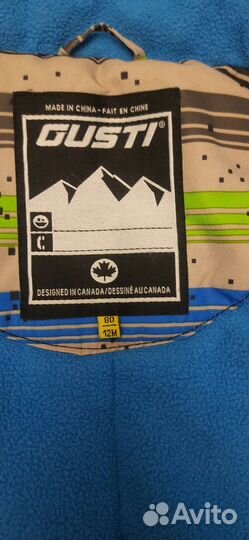 MADE IN CHINA - FAIT EN CHINE
GUSTI®
DESIGNED IN CANADA/DESSINÉ AU CANADA
80
12M
Avito